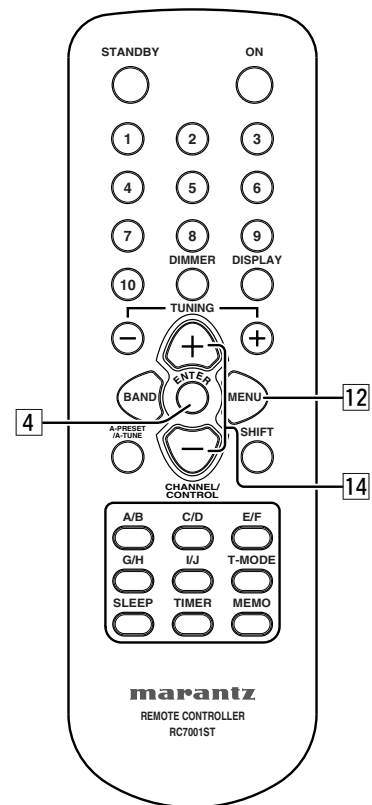 STANDBY ON
1 2 3
4 5 6
7 8 9
DIMMER DISPLAY
10
TUNING
− +
+
ENTER
BAND MENU 12
4
A-PRESET
/A-TUNE
SHIFT
−
14
CHANNEL/
CONTROL
A/B C/D E/F
G/H I/J T-MODE
SLEEP TIMER MEMO
marantz
REMOTE CONTROLLER
RC7001ST